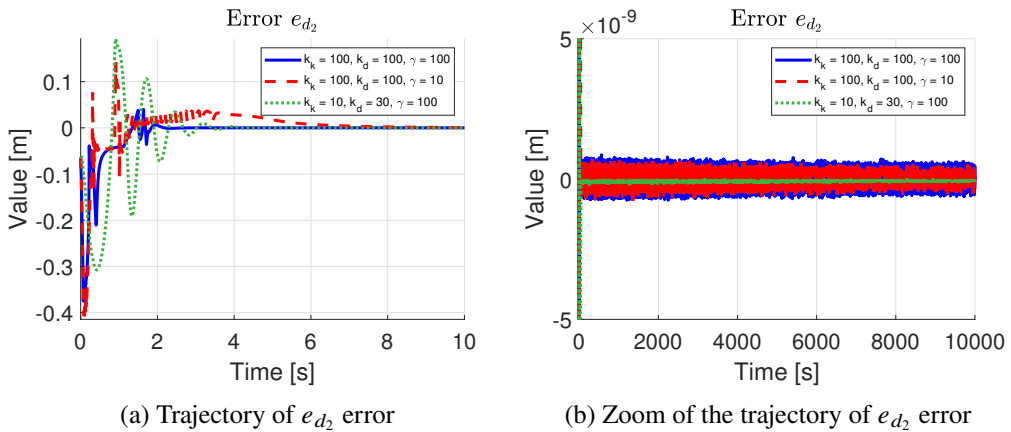 Error e_{d_2}
k_k = 100, k_d = 100, γ = 100
k_k = 100, k_d = 100, γ = 10
k_k = 10, k_d = 30, γ = 100
0.1
0
-0.1
-0.2
-0.3
-0.4
Value [m]
0 2 4 6 8 10
Time [s]
(a) Trajectory of e_{d_2} error
Error e_{d_2}
×10^{-9}
k_k = 100, k_d = 100, γ = 100
k_k = 100, k_d = 100, γ = 10
k_k = 10, k_d = 30, γ = 100
5
0
-5
Value [m]
0 2000 4000 6000 8000 10000
Time [s]
(b) Zoom of the trajectory of e_{d_2} error